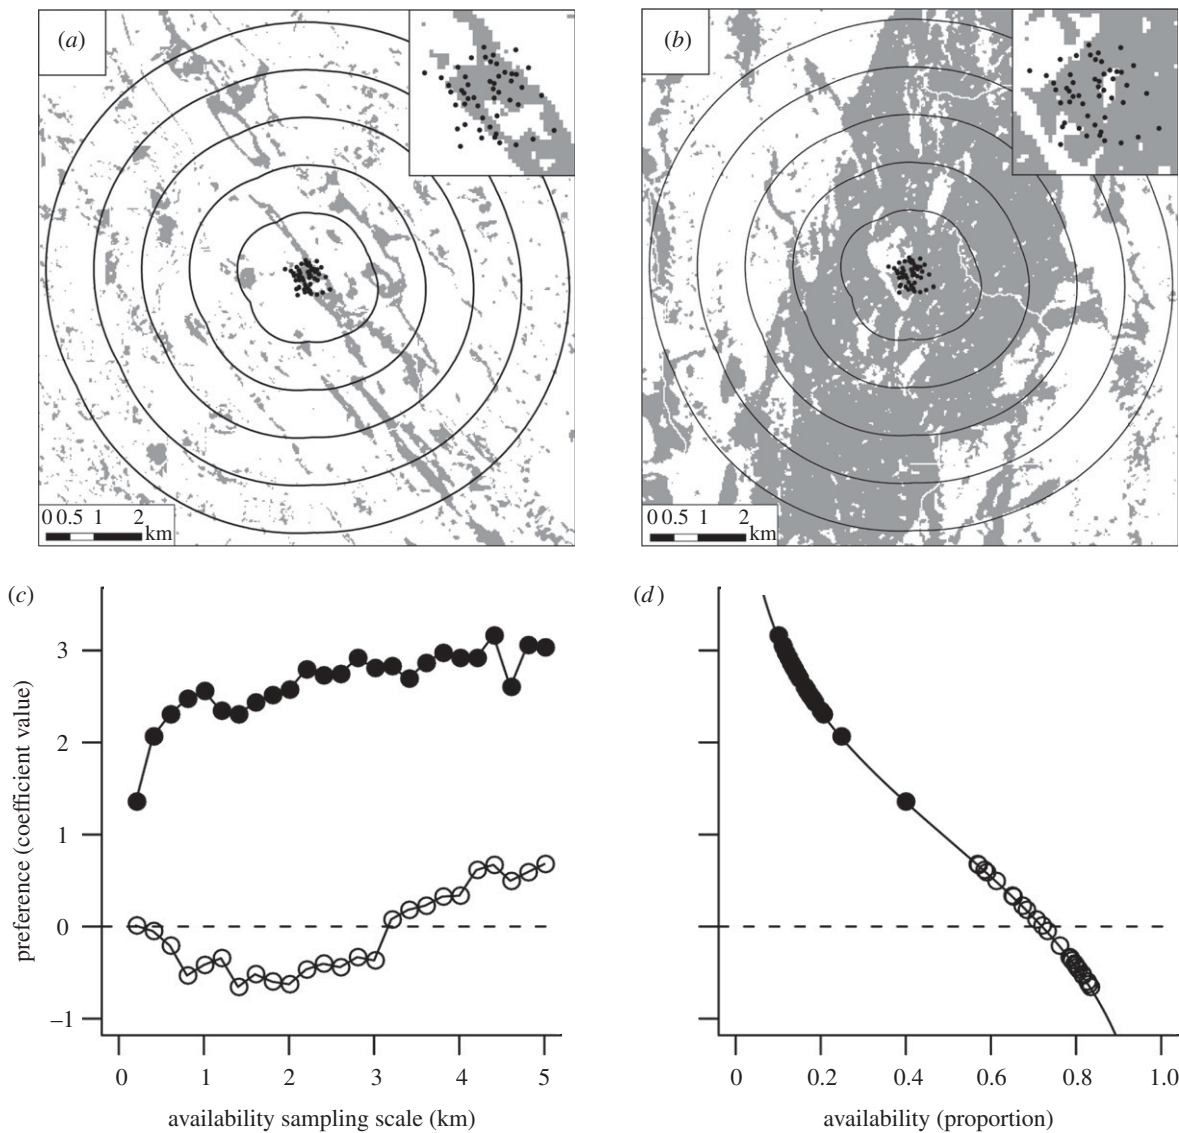 (a)
(b)
0 0.5 1 2
km
0 0.5 1 2
km
(c)
(d)
preference (coefficient value)
3
2
1
0
–1
0 1 2 3 4 5
0 0.2 0.4 0.6 0.8 1.0
availability sampling scale (km)
availability (proportion)